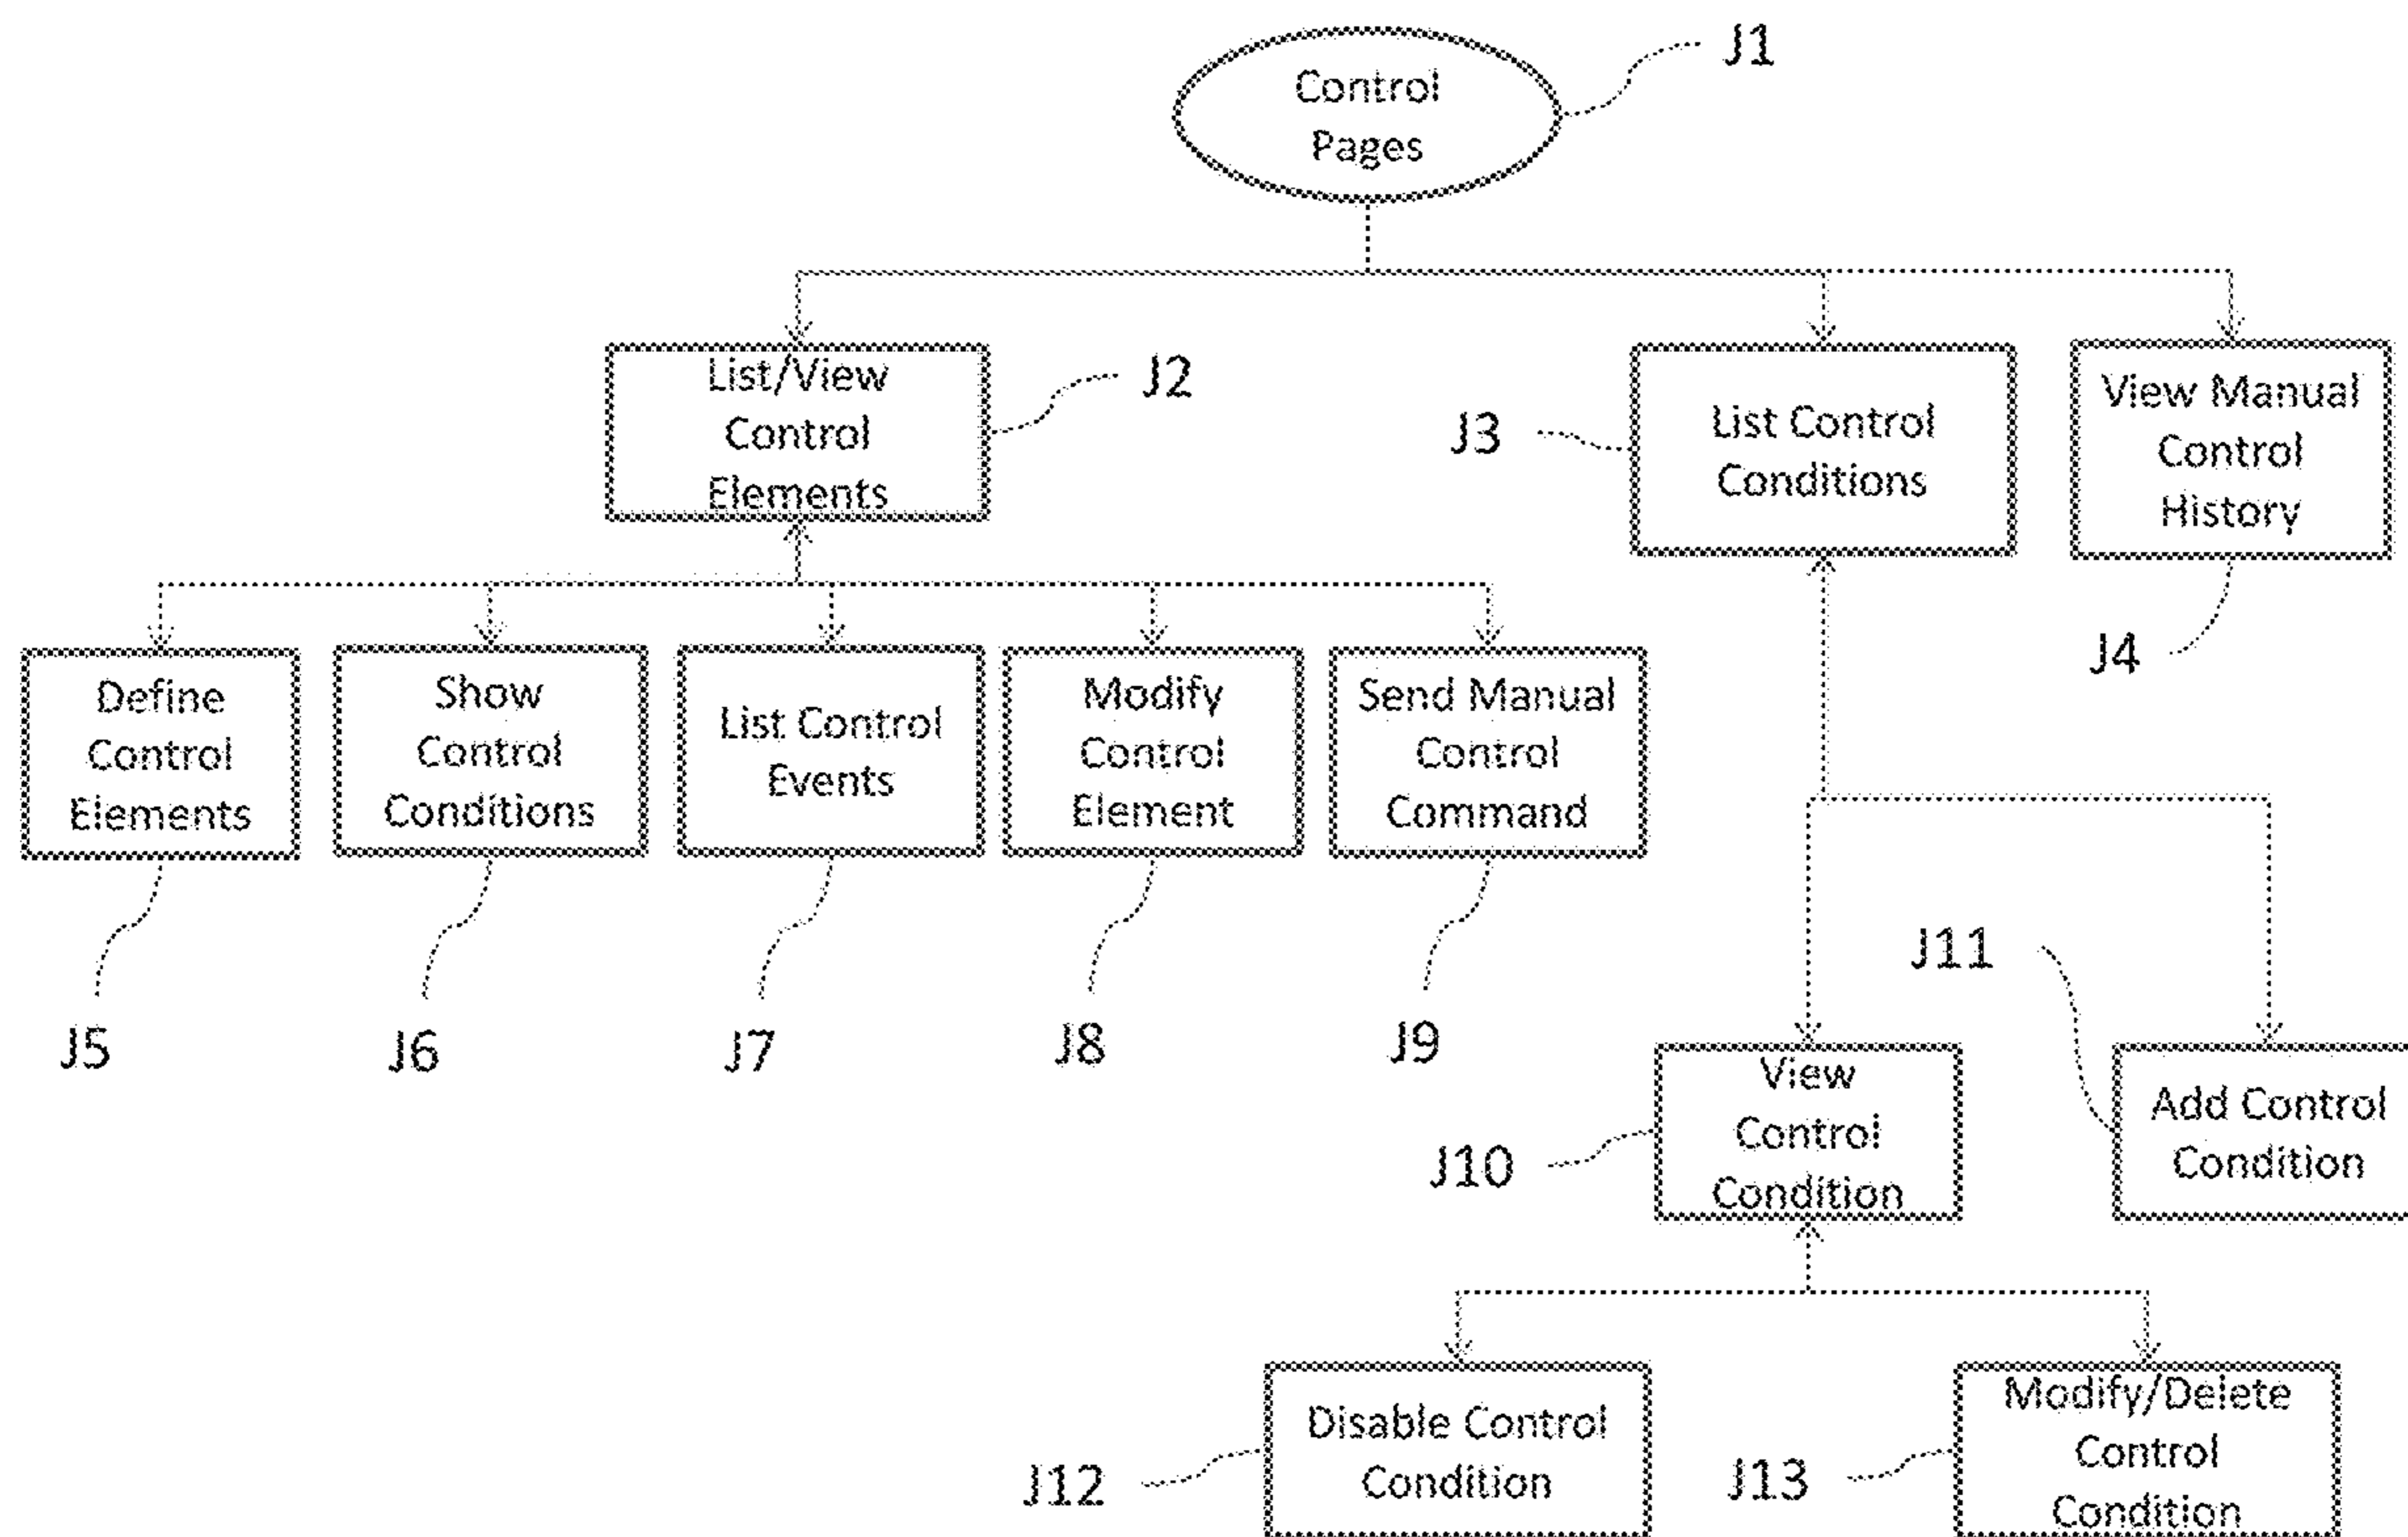 Control
Pages
J1
List/View
Control
Elements
J2
J3
List Control
Conditions
View Manual
Control
History
J4
Define
Control
Elements
Show
Control
Conditions
List Control
Events
Modify
Control
Element
Send Manual
Control
Command
J5
J6
J7
J8
J9
J11
J10
View
Control
Condition
Add Control
Condition
J12
Disable Control
Condition
J13
Modify/Delete
Control
Condition